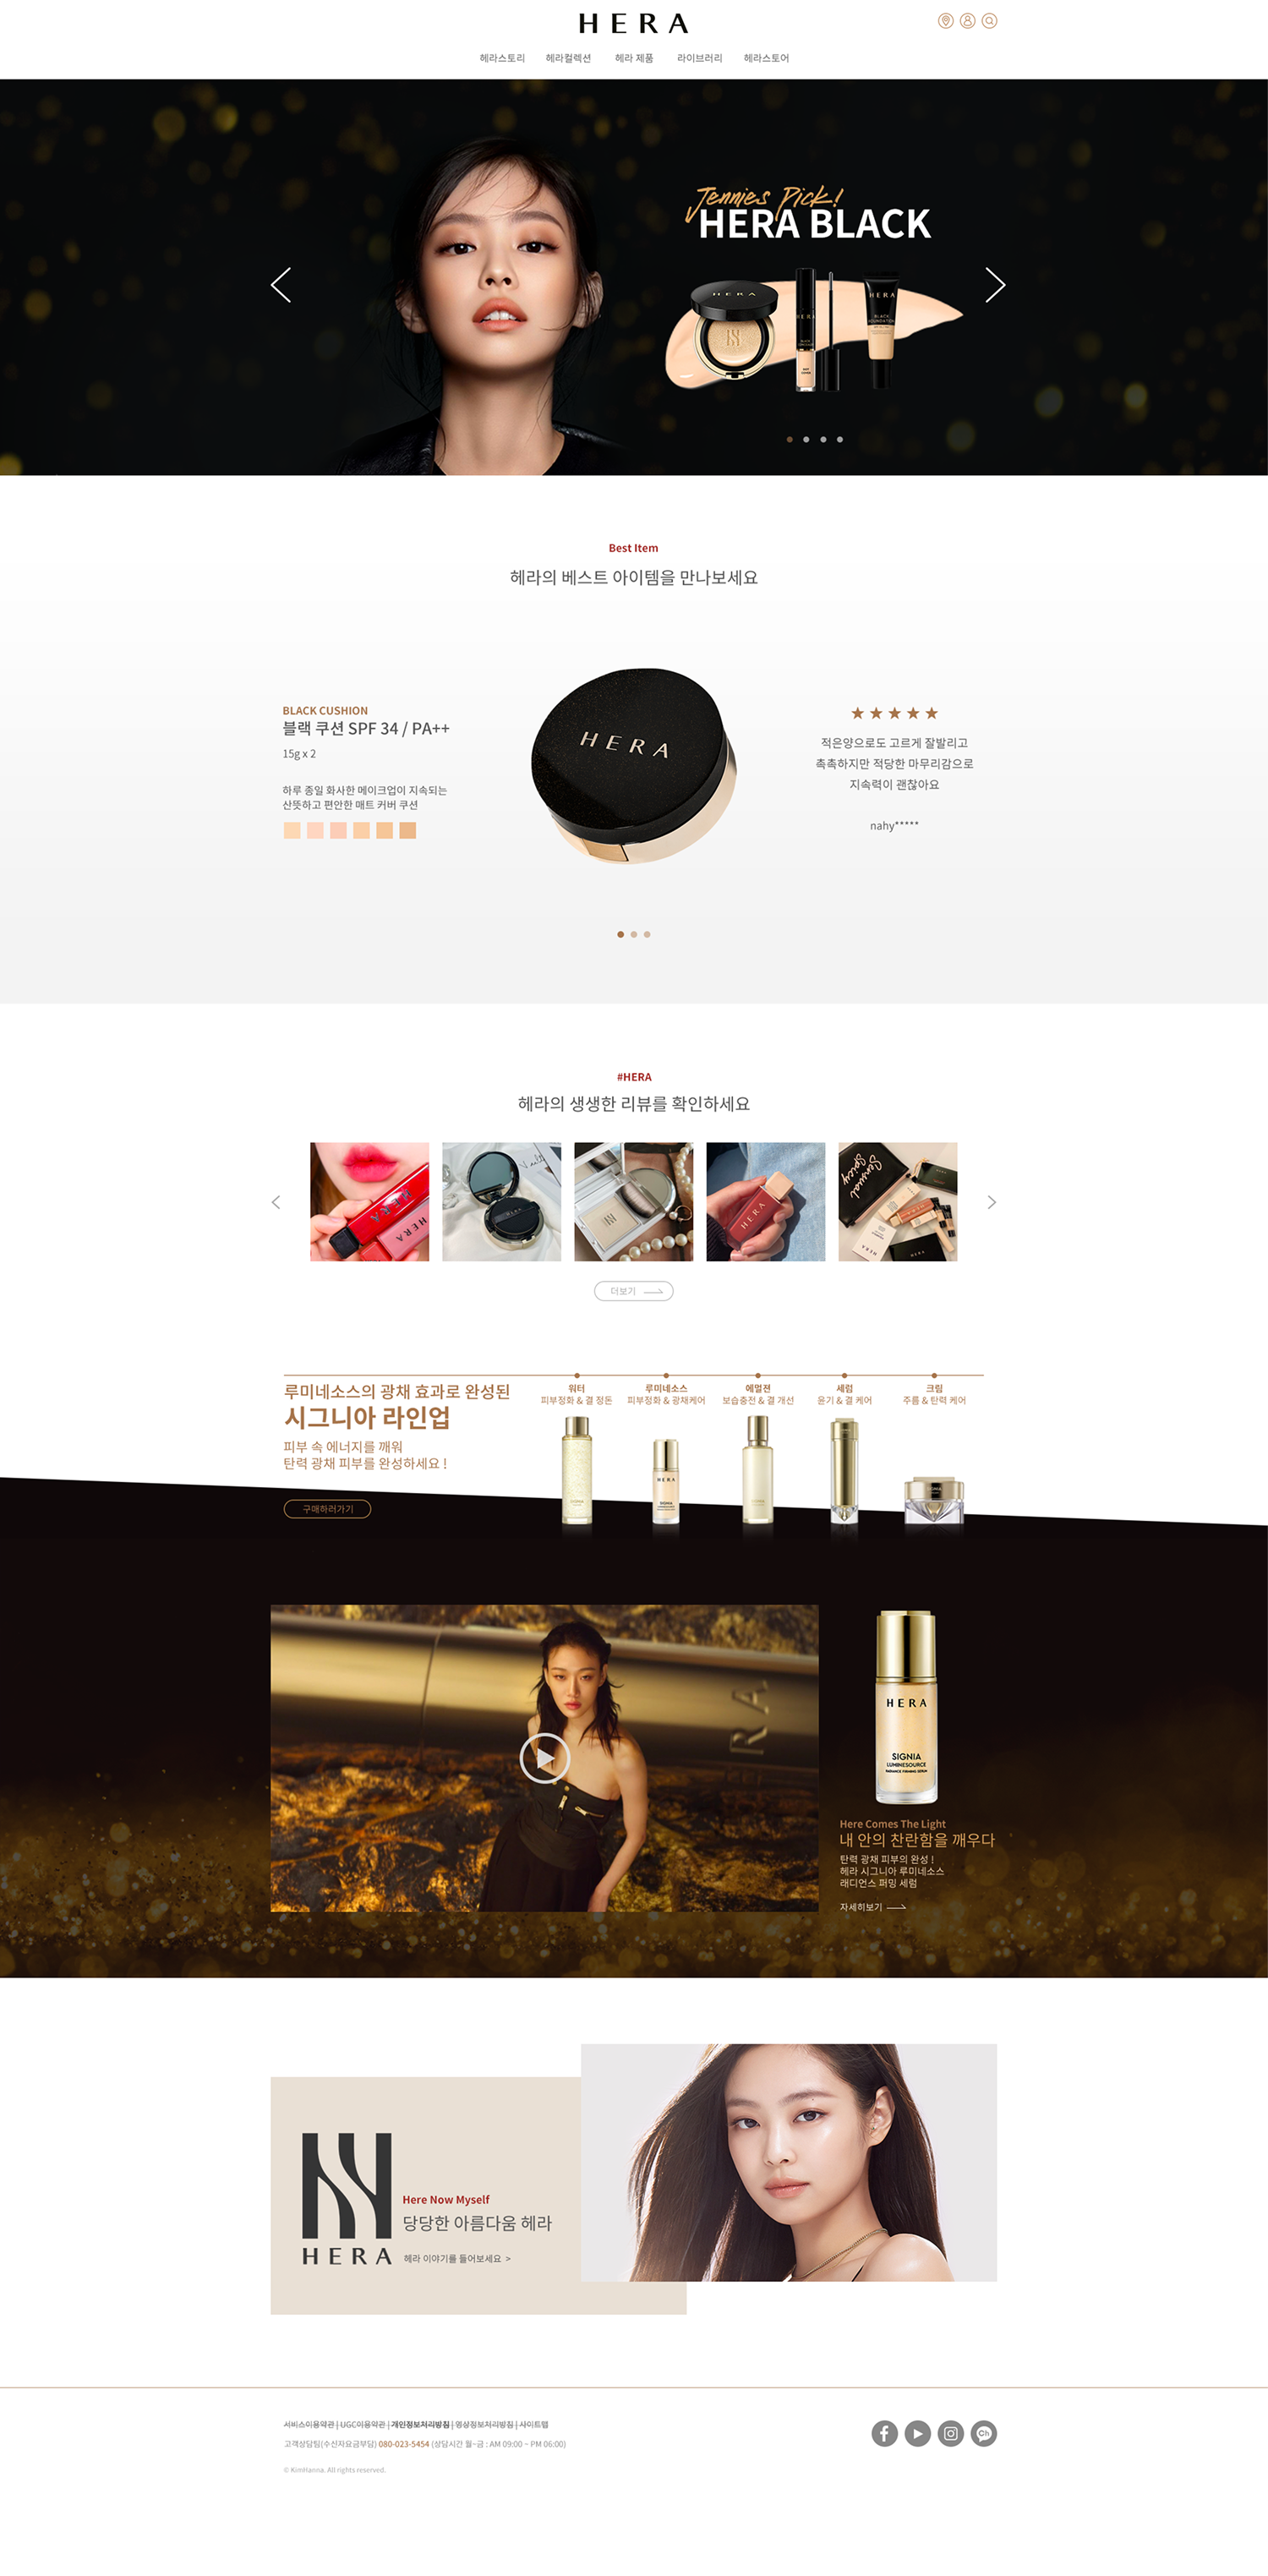 HERA
헤라스토리 헤라컬렉션 헤라 제품 라이브러리 헤라스토어
Jennies Pick!
HERA BLACK
HERA
HERA
HERA
BLACK
FOUNDATION
Best Item
헤라의 베스트 아이템을 만나보세요
BLACK CUSHION
블랙 쿠션 SPF 34 / PA++
15g x 2
하루 종일 화사한 메이크업이 지속되는
산뜻하고 편안한 매트 커버 쿠션
HERA
적은양으로도 고르게 잘발리고
촉촉하지만 적당한 마무리감으로
지속력이 괜찮아요
nahy*****
#HERA
헤라의 생생한 리뷰를 확인하세요
HERA
HERA
HERA
HERA
Sensual
Spicy
HERA
더보기
루미네소스의 광채 효과로 완성된
시그니아 라인업
피부 속 에너지를 깨워
탄력 광채 피부를 완성하세요 !
구매하러가기
워터
피부정화 & 결 정돈
루미네소스
피부정화 & 광채케어
에멀젼
보습충전 & 결 개선
세럼
윤기 & 결 케어
크림
주름 & 탄력 케어
HERA
SIGNIA
RA
HERA
SIGNIA
LUMINESOURCE
RADIANCE FIRMING SERUM
Here Comes The Light
내 안의 찬란함을 깨우다
탄력 광채 피부의 완성 !
헤라 시그니아 루미네소스
래디언스 퍼밍 세럼
자세히보기
HERA
Here Now Myself
당당한 아름다움 헤라
헤라 이야기를 들어보세요 >
서비스이용약관 | UGC이용약관 | 개인정보처리방침 | 영상정보처리방침 | 사이트맵
고객상담팀(수신자요금부담) 080-023-5454 (상담시간 월~금 : AM 09:00 ~ PM 06:00)
© KimHanna. All rights reserved.
Ch